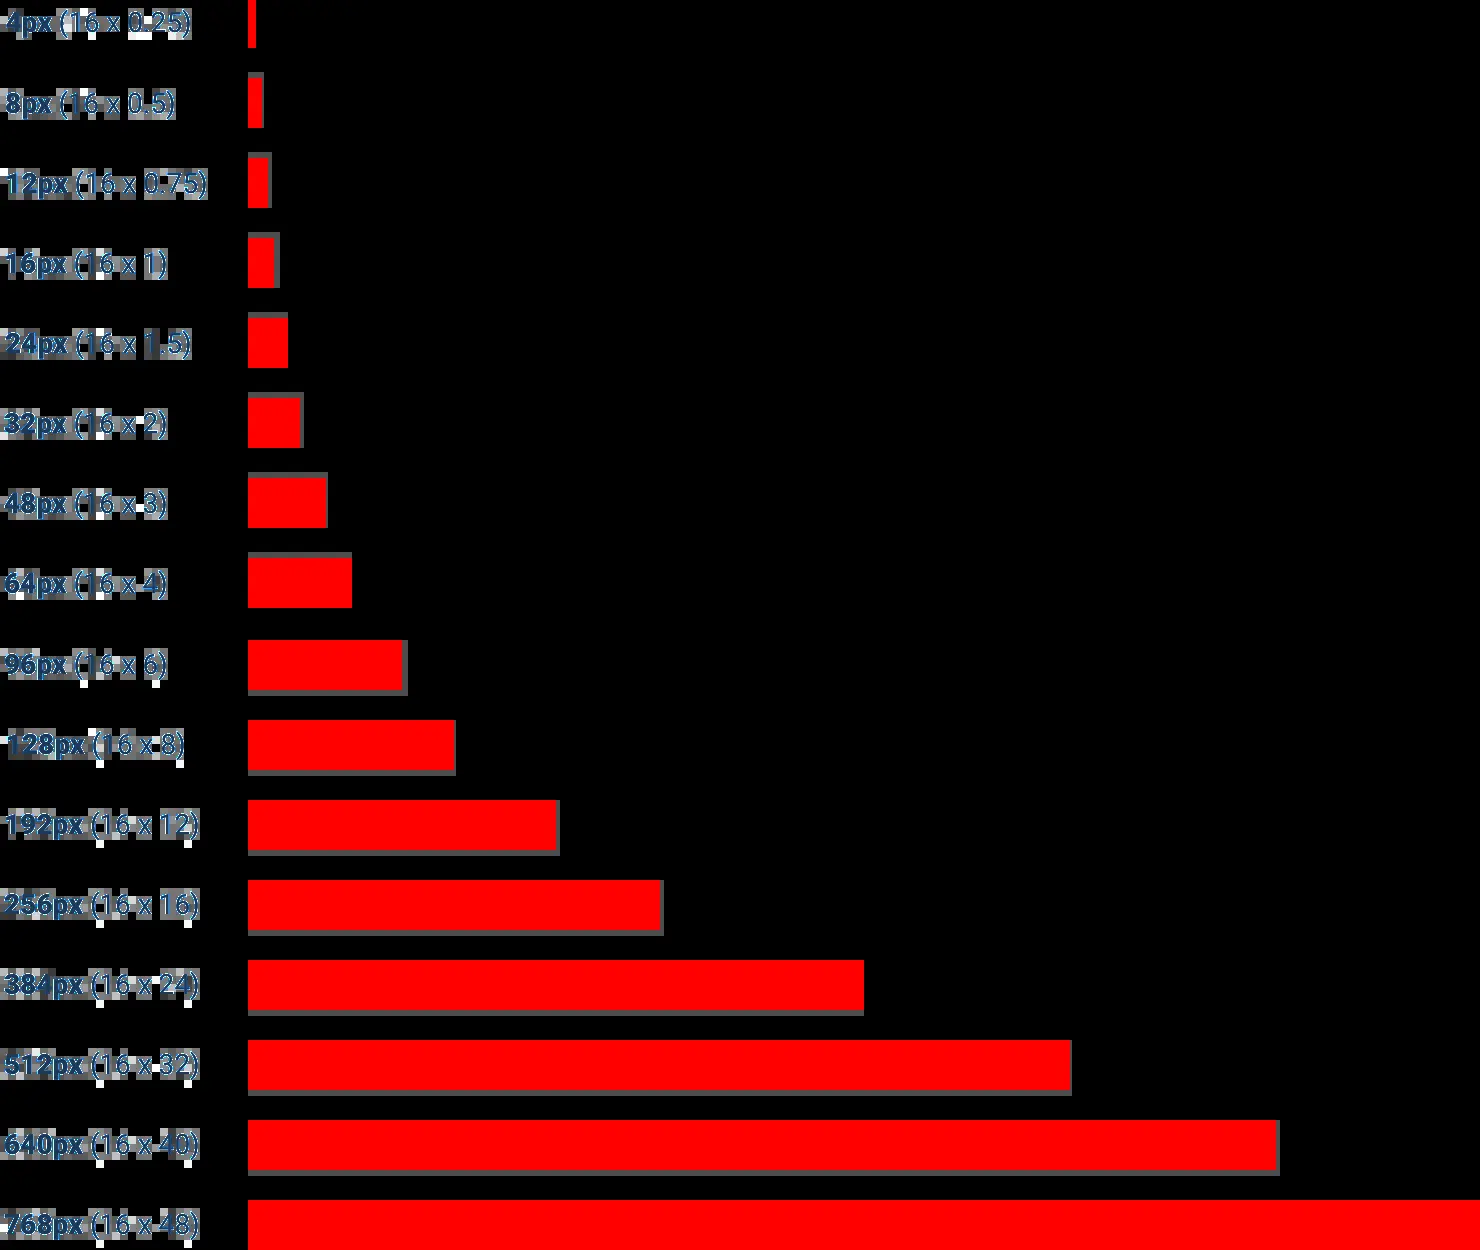 4px (16 x 0.25)
8px (16 x 0.5)
12px (16 x 0.75)
16px (16 x 1)
24px (16 x 1.5)
32px (16 x 2)
48px (16 x 3)
64px (16 x 4)
96px (16 x 6)
128px (16 x 8)
192px (16 x 12)
256px (16 x 16)
384px (16 x 24)
512px (16 x 32)
640px (16 x 40)
768px (16 x 48)